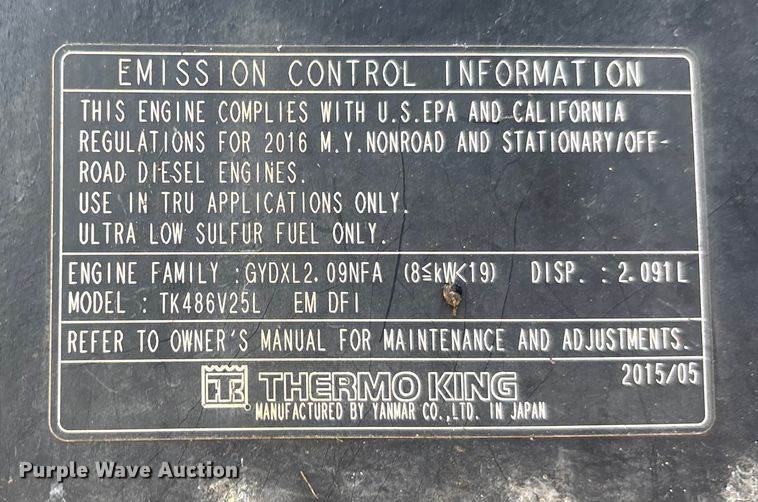 EMISSION CONTROL INFORMATION
THIS ENGINE COMPLIES WITH U.S.EPA AND CALIFORNIA
REGULATIONS FOR 2016 M.Y.NONROAD AND STATIONARY/OFF-
ROAD DIESEL ENGINES.
USE IN TRU APPLICATIONS ONLY.
ULTRA LOW SULFUR FUEL ONLY.
ENGINE FAMILY :GYDXL2.09NFA (8≦kW<19) DISP. : 2.091L
MODEL : TK486V25L EM DFI
REFER TO OWNER'S MANUAL FOR MAINTENANCE AND ADJUSTMENTS.
THERMO KING 2015/05
MANUFACTURED BY YANMAR CO.,LTD. IN JAPAN
Purple Wave Auction